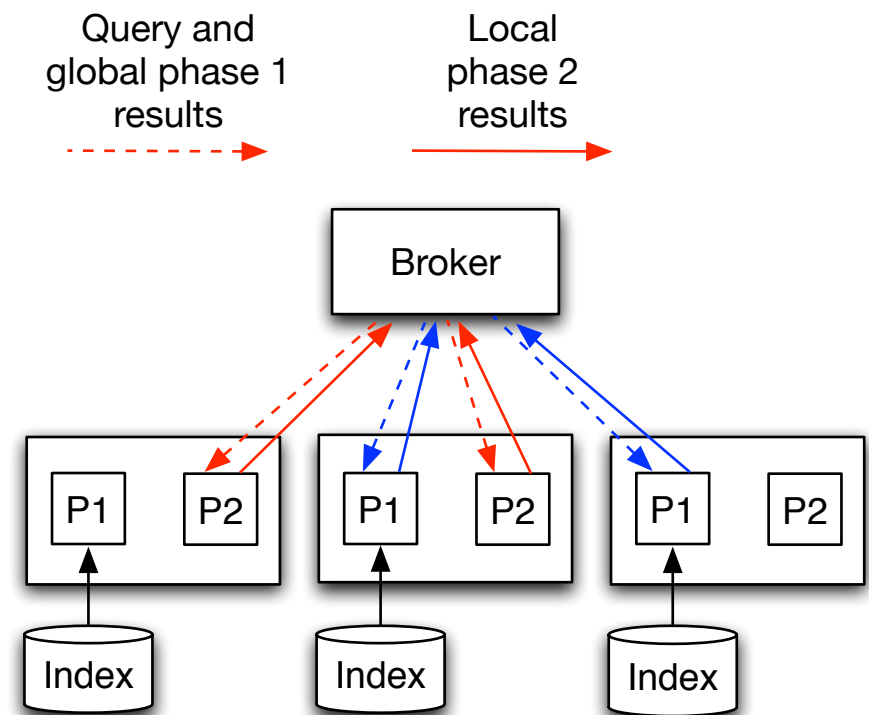 Query and
global phase 1
results
Local
phase 2
results
Broker
P1
P2
P1
P2
P1
P2
Index
Index
Index